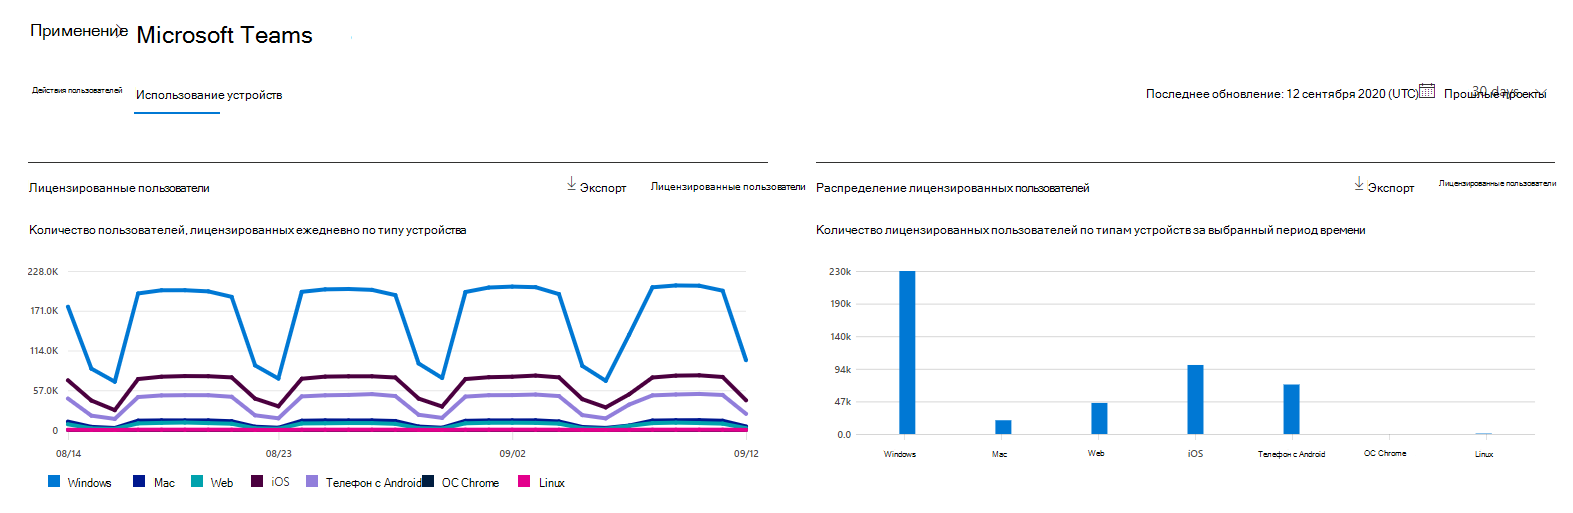 Применение
Microsoft Teams
Действия пользователей
Использование устройств
Последнее обновление: 12 сентября 2020 (UTC)
Прошлые проекты
30 days
Лицензированные пользователи
Экспорт
Лицензированные пользователи
Количество пользователей, лицензированных ежедневно по типу устройства
228.0K
171.0K
114.0K
57.0K
0
08/14
08/23
09/02
09/12
Windows
Mac
Web
iOS
Телефон с Android
ОС Chrome
Linux
Распределение лицензированных пользователей
Экспорт
Лицензированные пользователи
Количество лицензированных пользователей по типам устройств за выбранный период времени
230k
190k
140k
94k
47k
0.0
Windows
Mac
Web
iOS
Телефон с Android
ОС Chrome
Linux